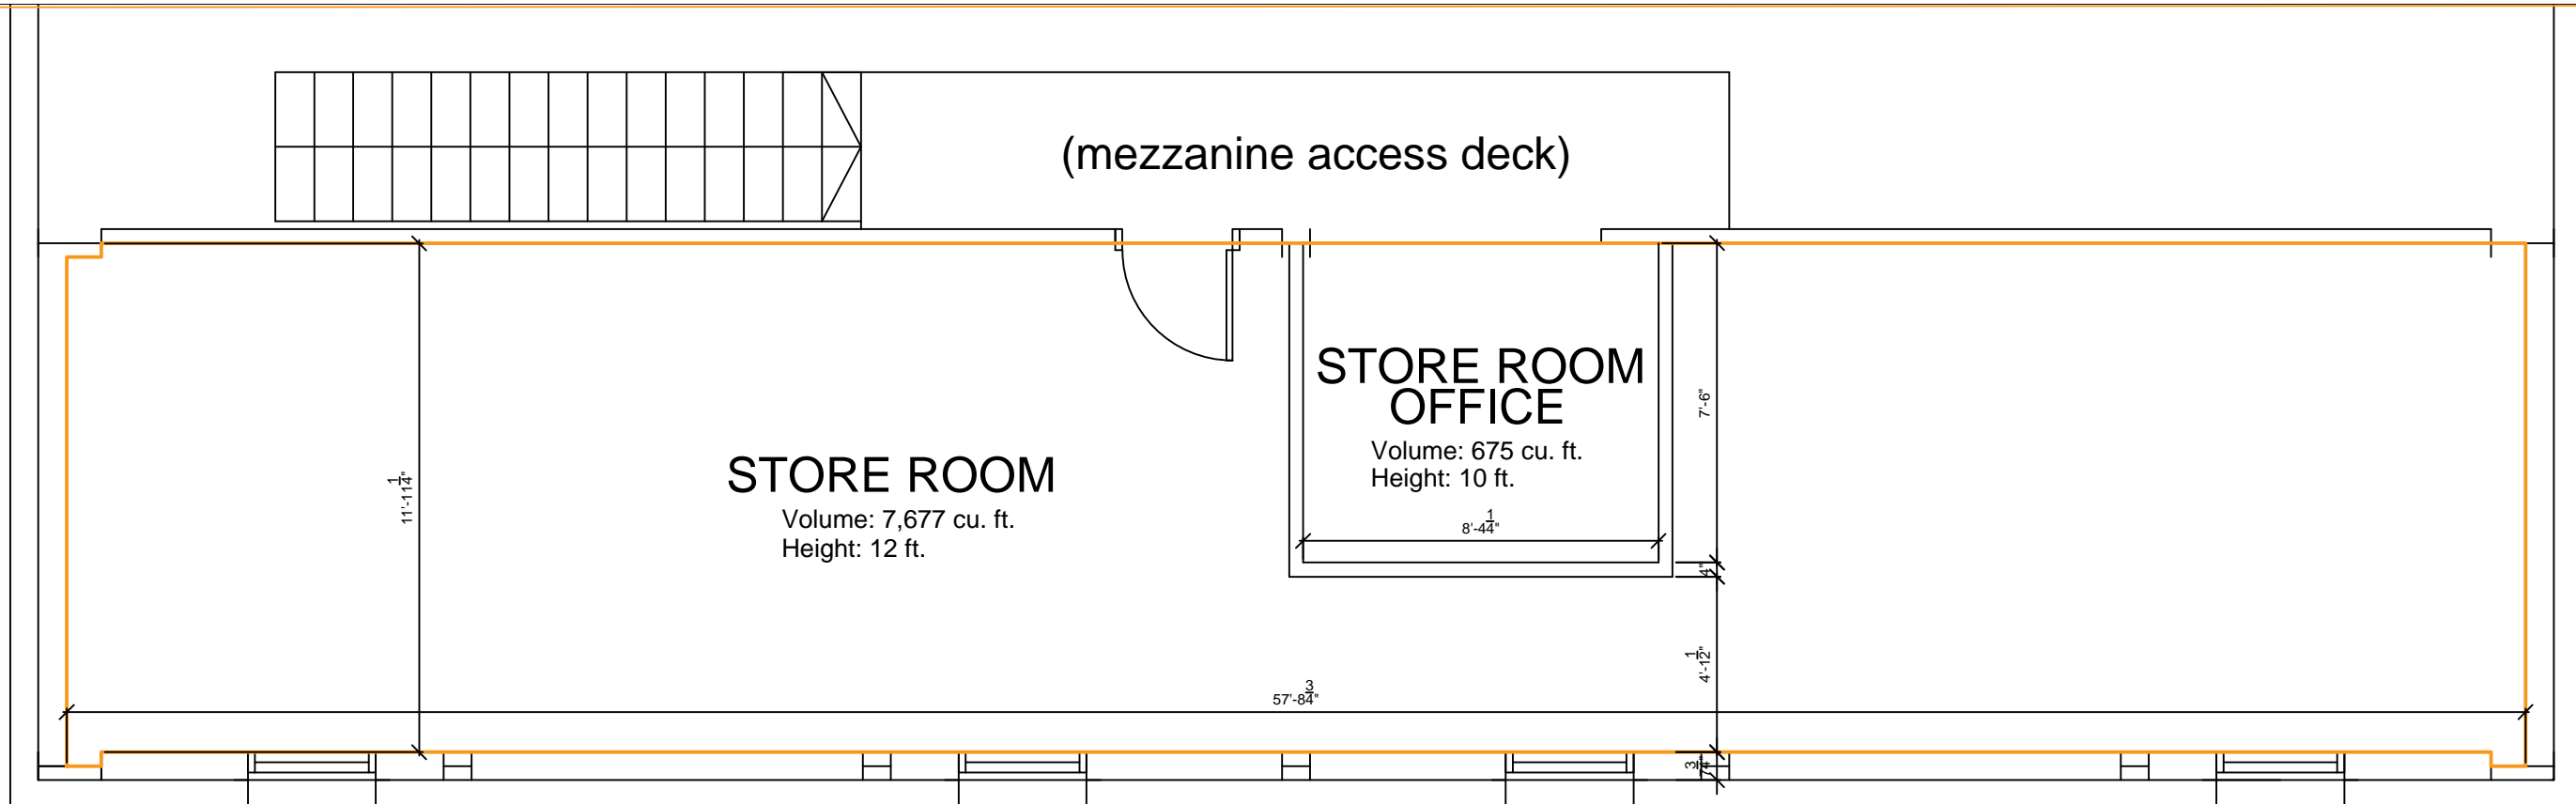 (mezzanine access deck)
STORE ROOM
OFFICE
Volume: 675 cu. ft.
Height: 10 ft.
7'-6"
STORE ROOM
Volume: 7,677 cu. ft.
Height: 12 ft.
11'-11 1/4"
8'-4 1/4"
4"
4'-1 1/2"
57'-8 3/4"
7 3/4"